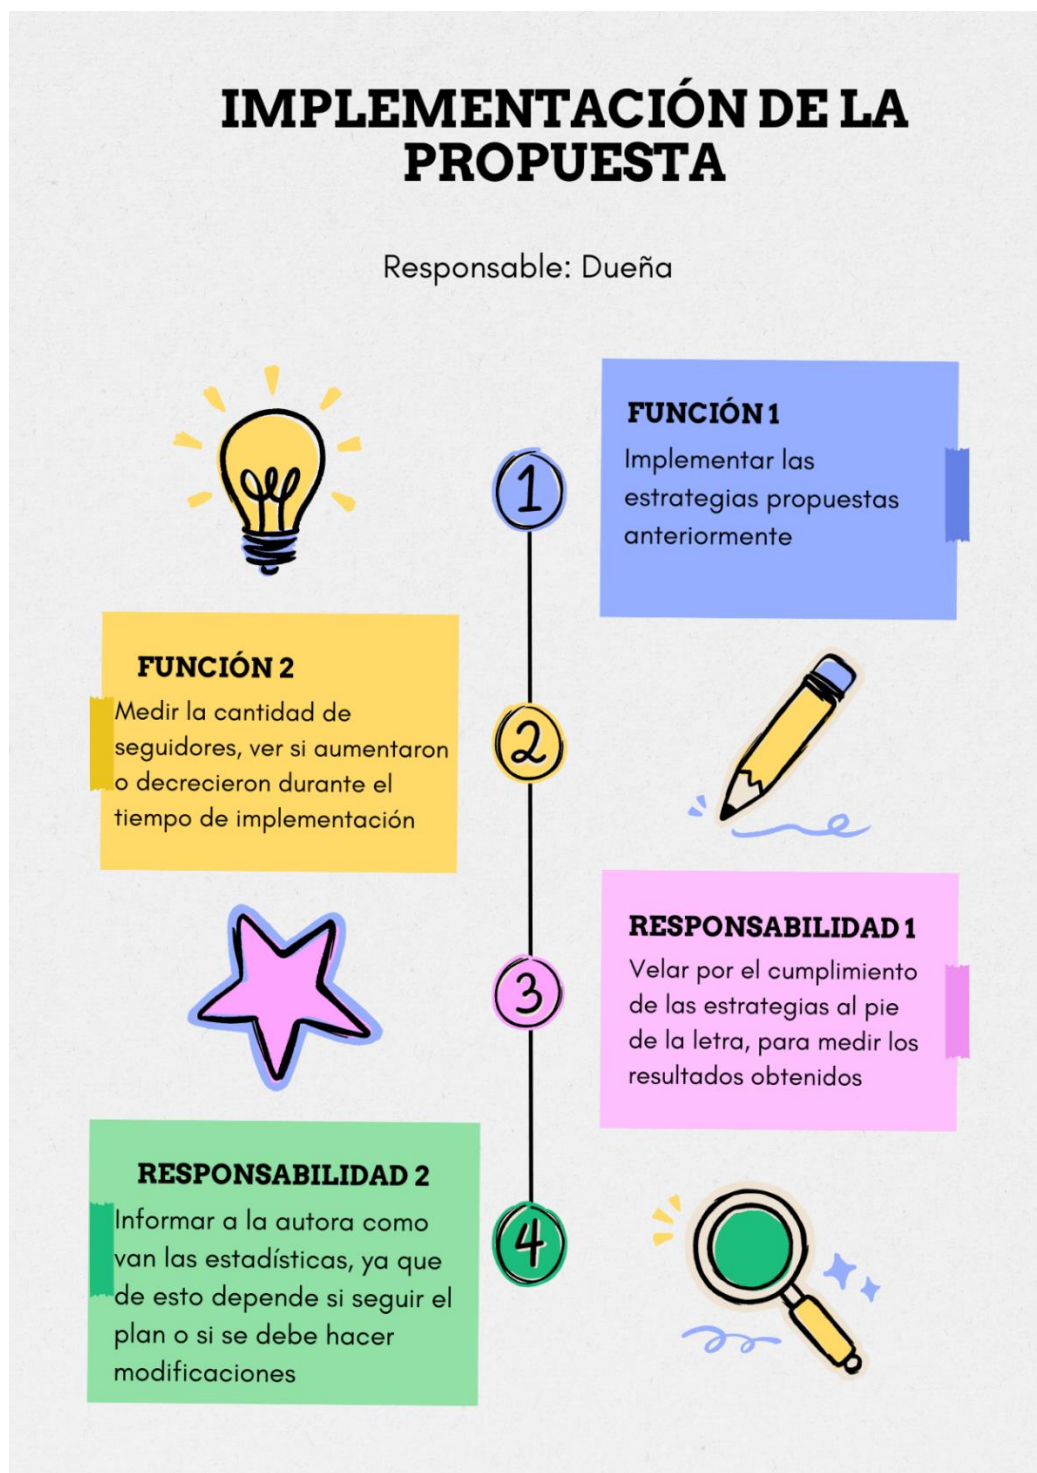 IMPLEMENTACIÓN DE LA
PROPUESTA
Responsable: Dueña
1
FUNCIÓN 1
Implementar las
estrategias propuestas
anteriormente
2
FUNCIÓN 2
Medir la cantidad de
seguidores, ver si aumentaron
o decrecieron durante el
tiempo de implementación
3
RESPONSABILIDAD 1
Velar por el cumplimiento
de las estrategias al pie
de la letra, para medir los
resultados obtenidos
4
RESPONSABILIDAD 2
Informar a la autora como
van las estadísticas, ya que
de esto depende si seguir el
plan o si se debe hacer
modificaciones